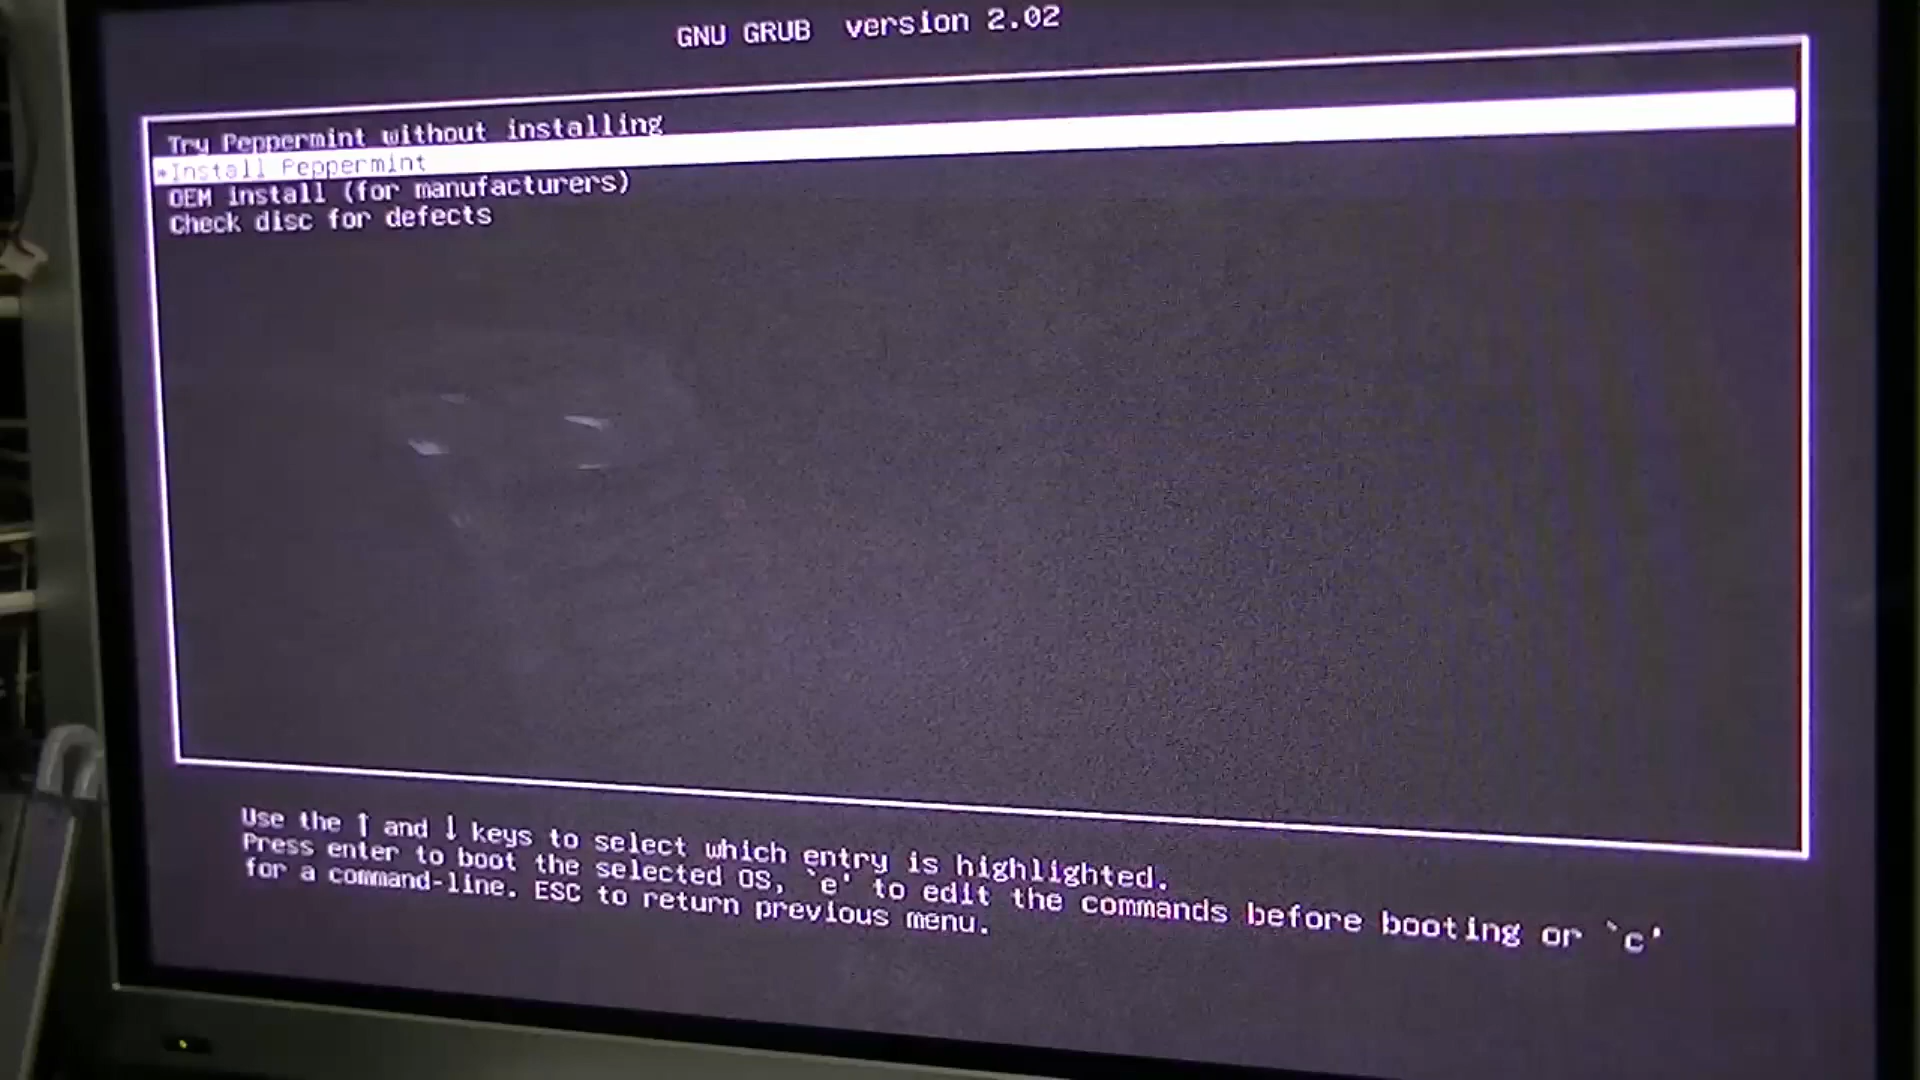 GNU GRUB version 2.02
Try Peppermint without installing
*Install Peppermint
OEM install (for manufacturers)
Check disc for defects
Use the ↑ and ↓ keys to select which entry is highlighted.
Press enter to boot the selected OS, `e' to edit the commands before booting or `c'
for a command-line. ESC to return previous menu.